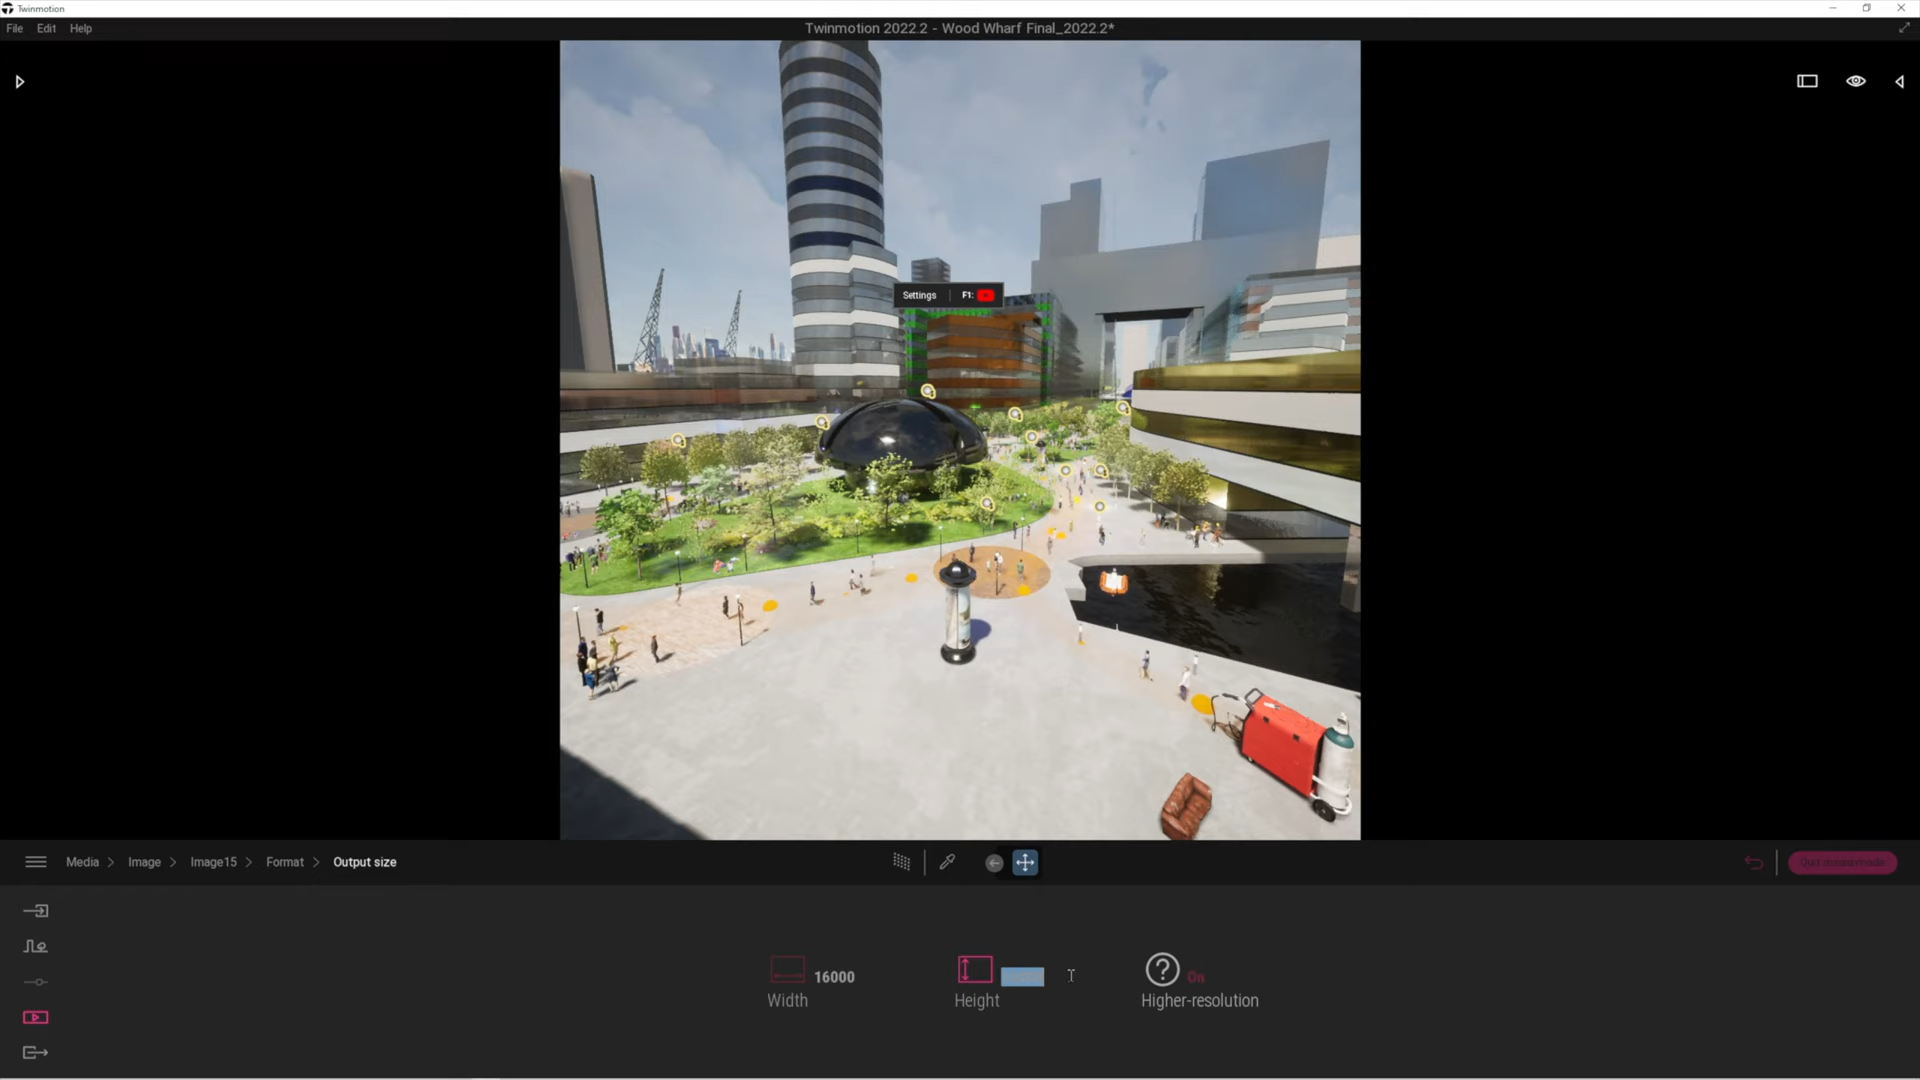 Twinmotion
File Edit Help
Twinmotion 2022.2 - Wood Wharf Final_2022.2*
Settings F1:
Media > Image > Image15 > Format > Output size
16000
On
Width
Height
Higher-resolution